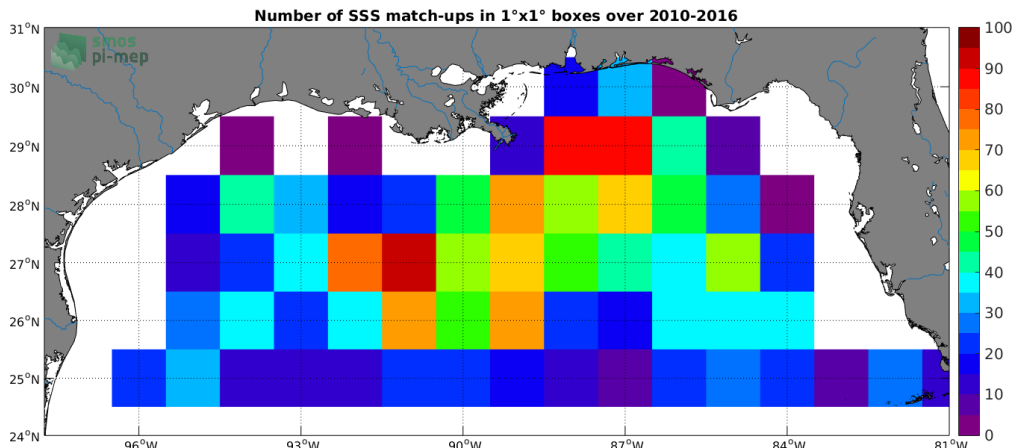 Number of SSS match-ups in 1°x1° boxes over 2010-2016
smos
pi-mep
31°N
30°N
29°N
28°N
27°N
26°N
25°N
24°N
96°W
93°W
90°W
87°W
84°W
81°W
100
90
80
70
60
50
40
30
20
10
0